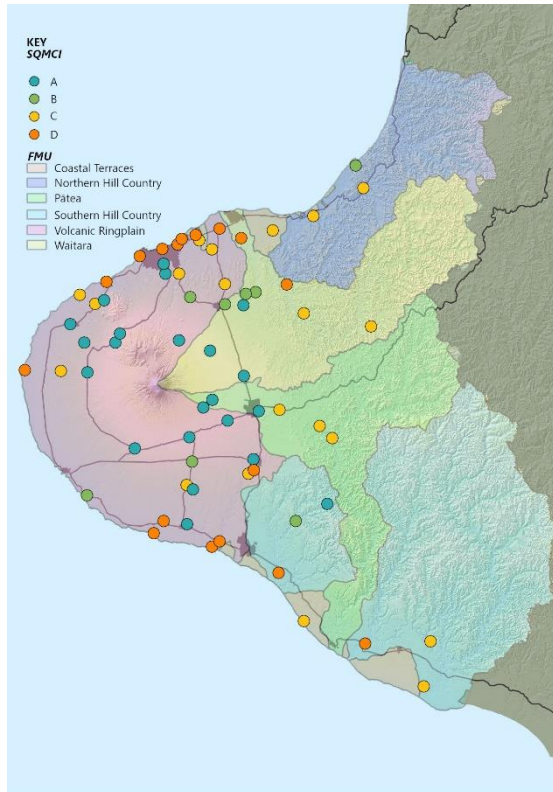 KEY
SQMCI
A
B
C
D
FMU
Coastal Terraces
Northern Hill Country
Pātea
Southern Hill Country
Volcanic Ringplain
Waitara